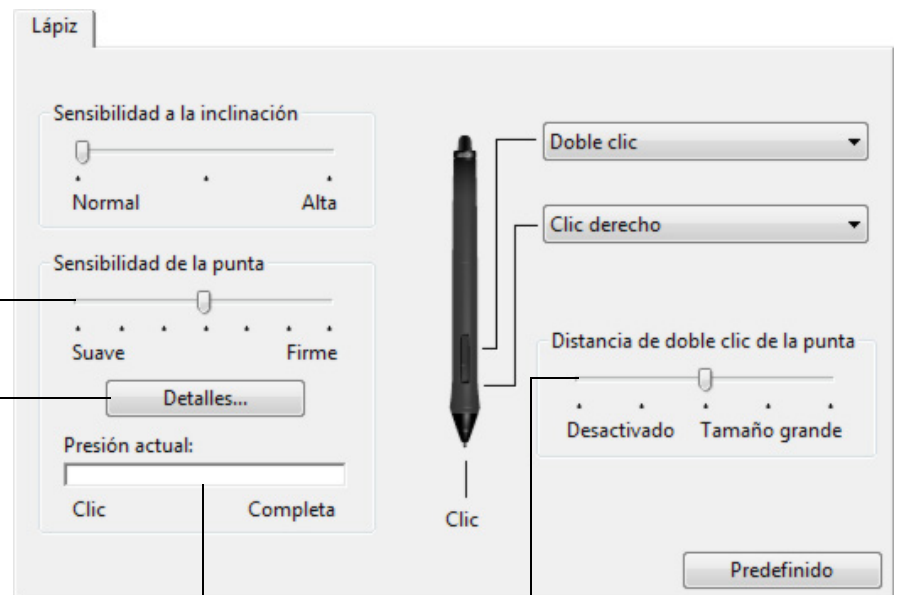 Lápiz
Sensibilidad a la inclinación
Normal Alta
Sensibilidad de la punta
Suave Firme
Detalles...
Presión actual:
Clic Completa
Doble clic
Clic derecho
Clic
Distancia de doble clic de la punta
Desactivado Tamaño grande
Predefinido